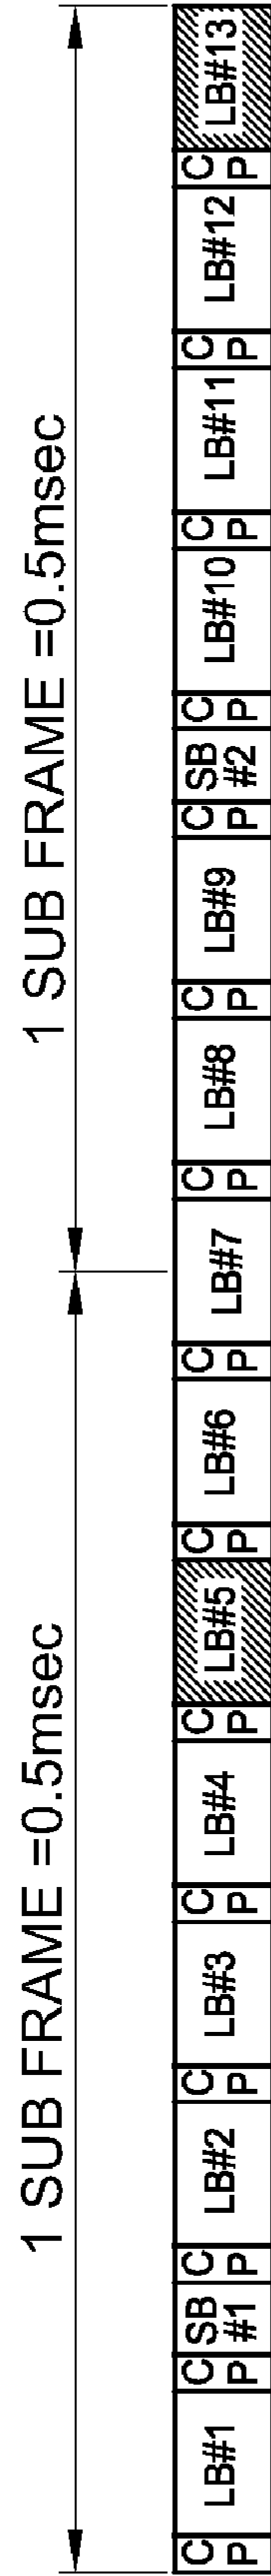 1 SUB FRAME =0.5msec
1 SUB FRAME =0.5msec
CP
LB#1
CP
SB #1
CP
LB#2
CP
LB#3
CP
LB#4
CP
LB#5
CP
LB#6
CP
LB#7
CP
LB#8
CP
LB#9
CP
SB #2
CP
LB#10
CP
LB#11
CP
LB#12
CP
LB#13